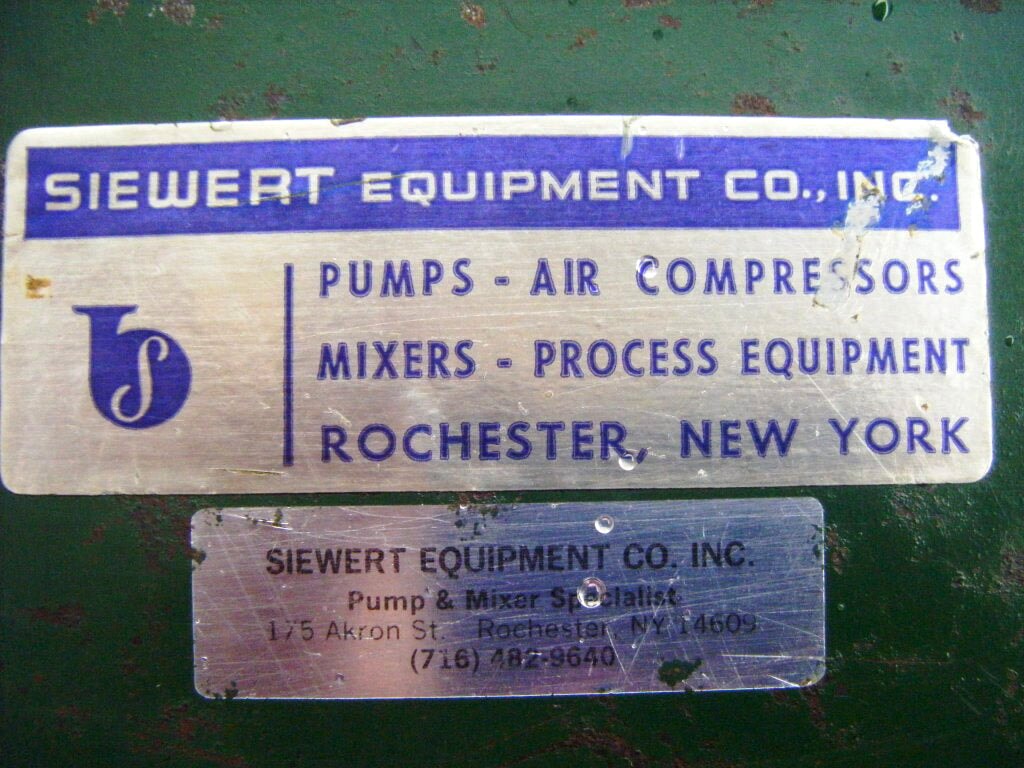 SIEWERT EQUIPMENT CO., INC.
PUMPS - AIR COMPRESSORS
MIXERS - PROCESS EQUIPMENT
ROCHESTER, NEW YORK
S
SIEWERT EQUIPMENT CO. INC.
Pump & Mixer Specialist
175 Akron St. Rochester, NY 14609
(716) 482-9640